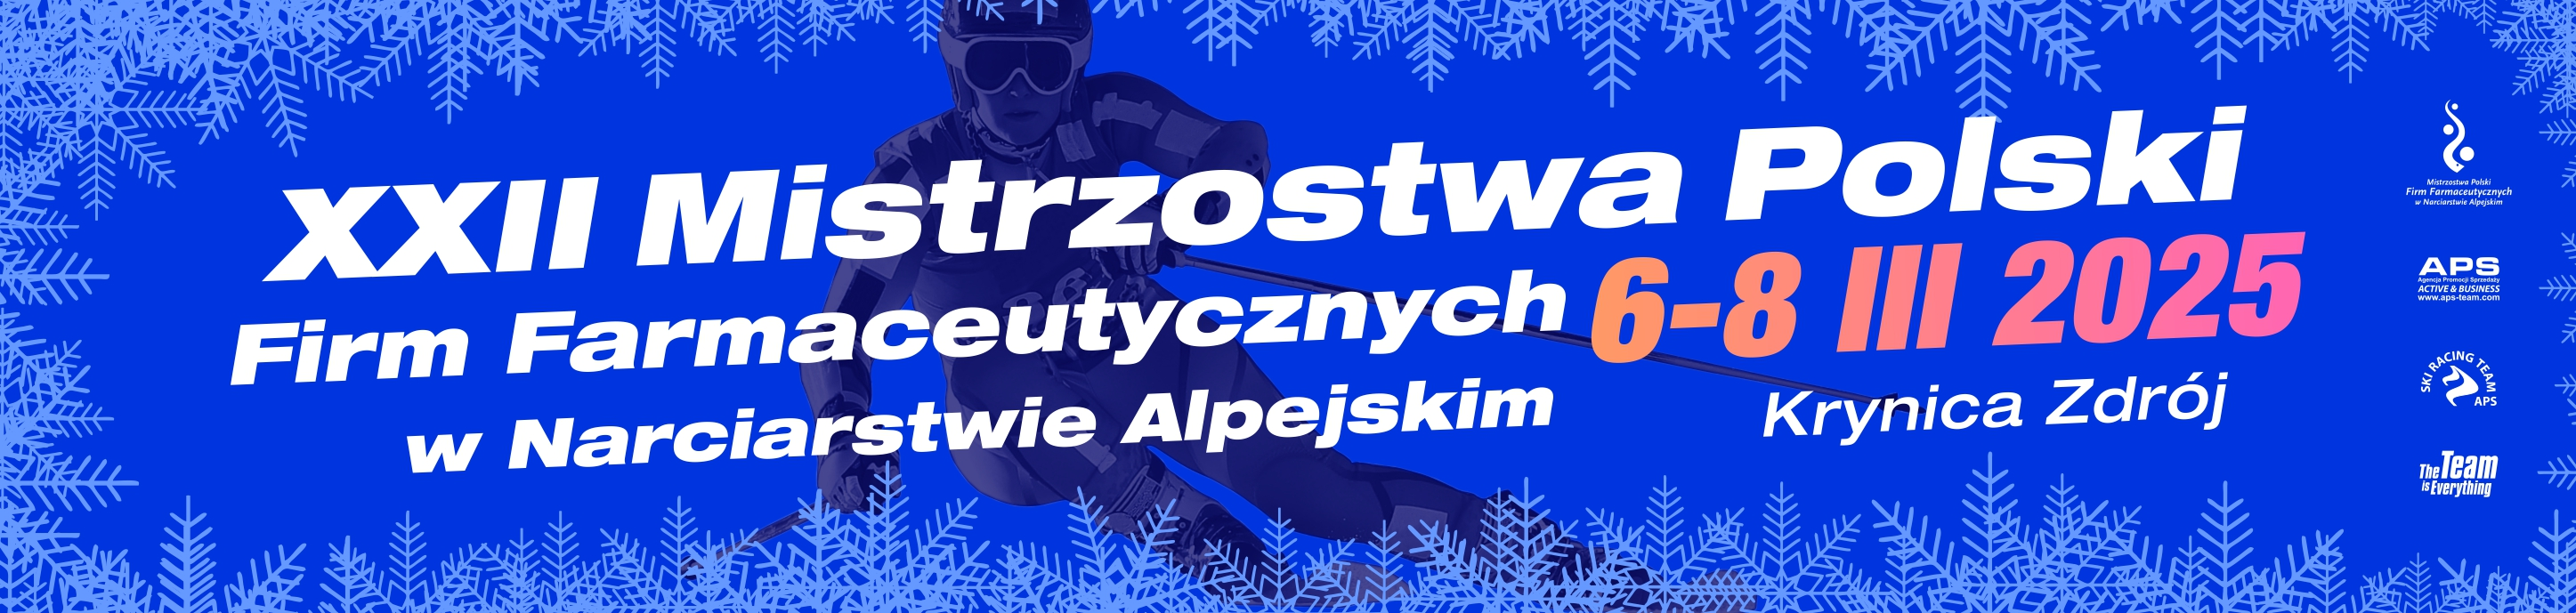 XXII Mistrzostwa Polski
Firm Farmaceutycznych
w Narciarstwie Alpejskim
6-8 III 2025
Krynica Zdrój
Mistrzostwa Polski
Firm Farmaceutycznych
w Narciarstwie Alpejskim
APS
Agencja Promocji Sprzedaży
ACTIVE & BUSINESS
www.aps-team.com
SKI RACING TEAM
APS
The Team
is Everything